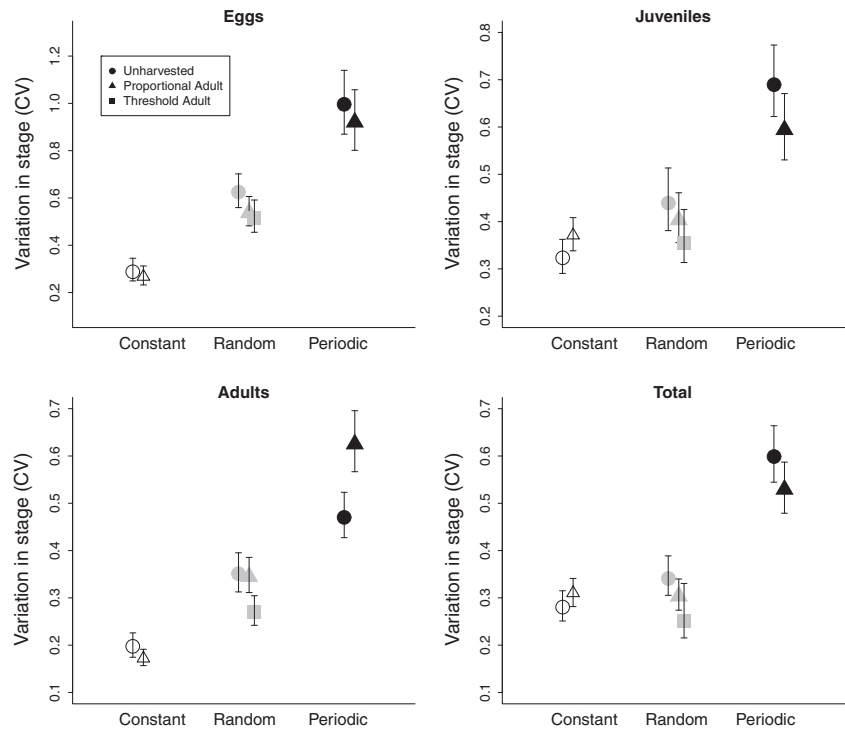 Eggs
Variation in stage (CV)
1.2
1.0
0.8
0.6
0.4
0.2
Unharvested
Proportional Adult
Threshold Adult
Constant Random Periodic
Juveniles
Variation in stage (CV)
0.8
0.7
0.6
0.5
0.4
0.3
0.2
Constant Random Periodic
Adults
Variation in stage (CV)
0.7
0.6
0.5
0.4
0.3
0.2
0.1
Constant Random Periodic
Total
Variation in stage (CV)
0.7
0.6
0.5
0.4
0.3
0.2
0.1
Constant Random Periodic